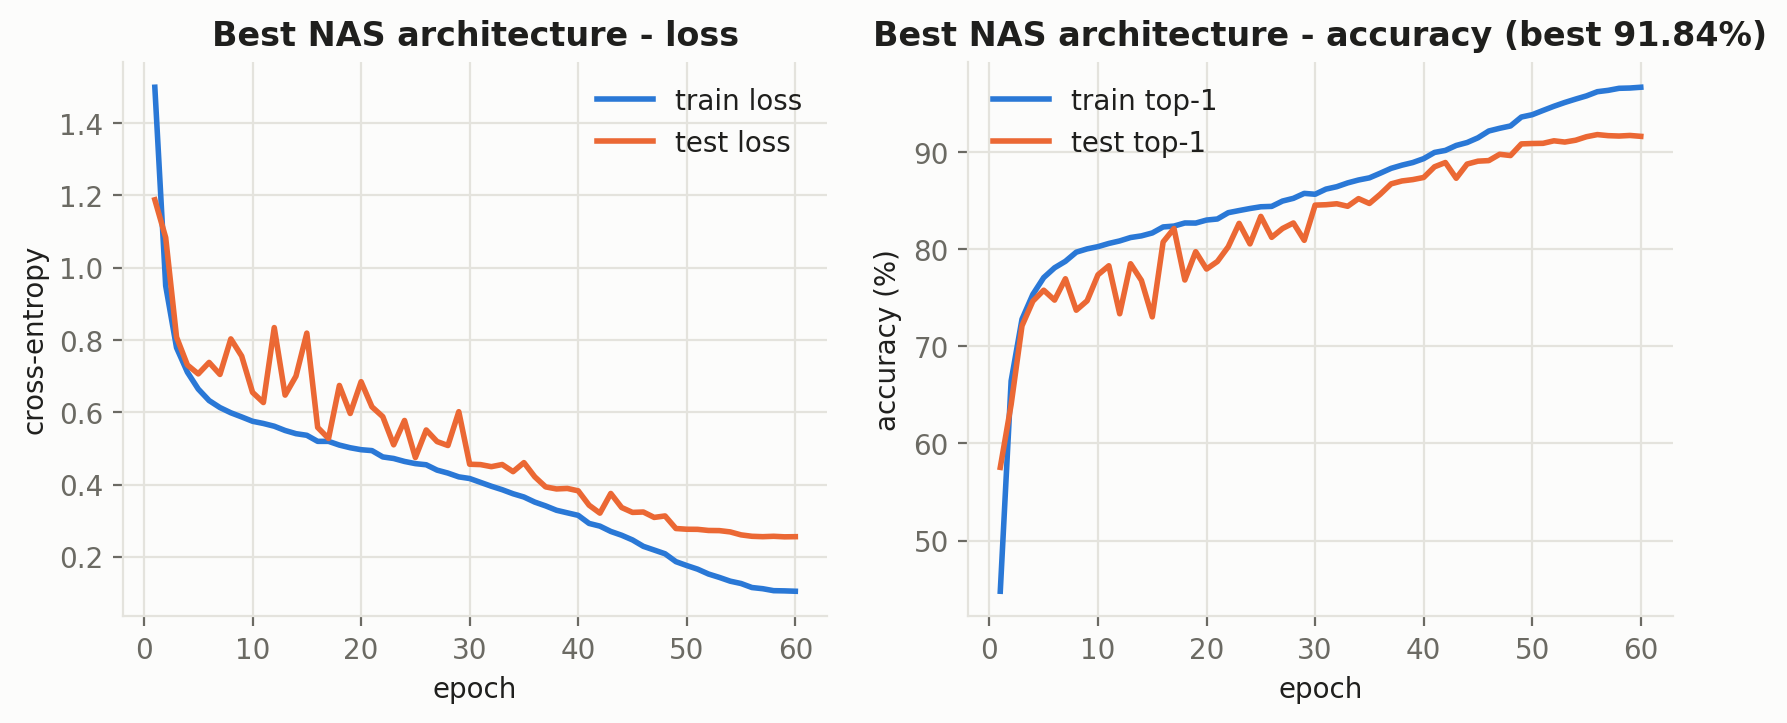 Best NAS architecture - loss
train loss
test loss
cross-entropy
1.4
1.2
1.0
0.8
0.6
0.4
0.2
0 10 20 30 40 50 60
epoch
Best NAS architecture - accuracy (best 91.84%)
train top-1
test top-1
accuracy (%)
90
80
70
60
50
0 10 20 30 40 50 60
epoch